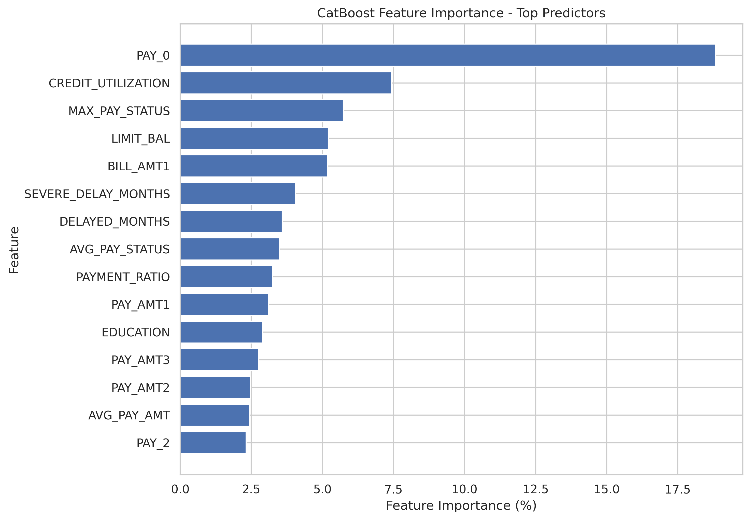 CatBoost Feature Importance - Top Predictors
PAY_0
CREDIT_UTILIZATION
MAX_PAY_STATUS
LIMIT_BAL
BILL_AMT1
SEVERE_DELAY_MONTHS
DELAYED_MONTHS
AVG_PAY_STATUS
PAYMENT_RATIO
PAY_AMT1
EDUCATION
PAY_AMT3
PAY_AMT2
AVG_PAY_AMT
PAY_2
Feature
0.0 2.5 5.0 7.5 10.0 12.5 15.0 17.5
Feature Importance (%)